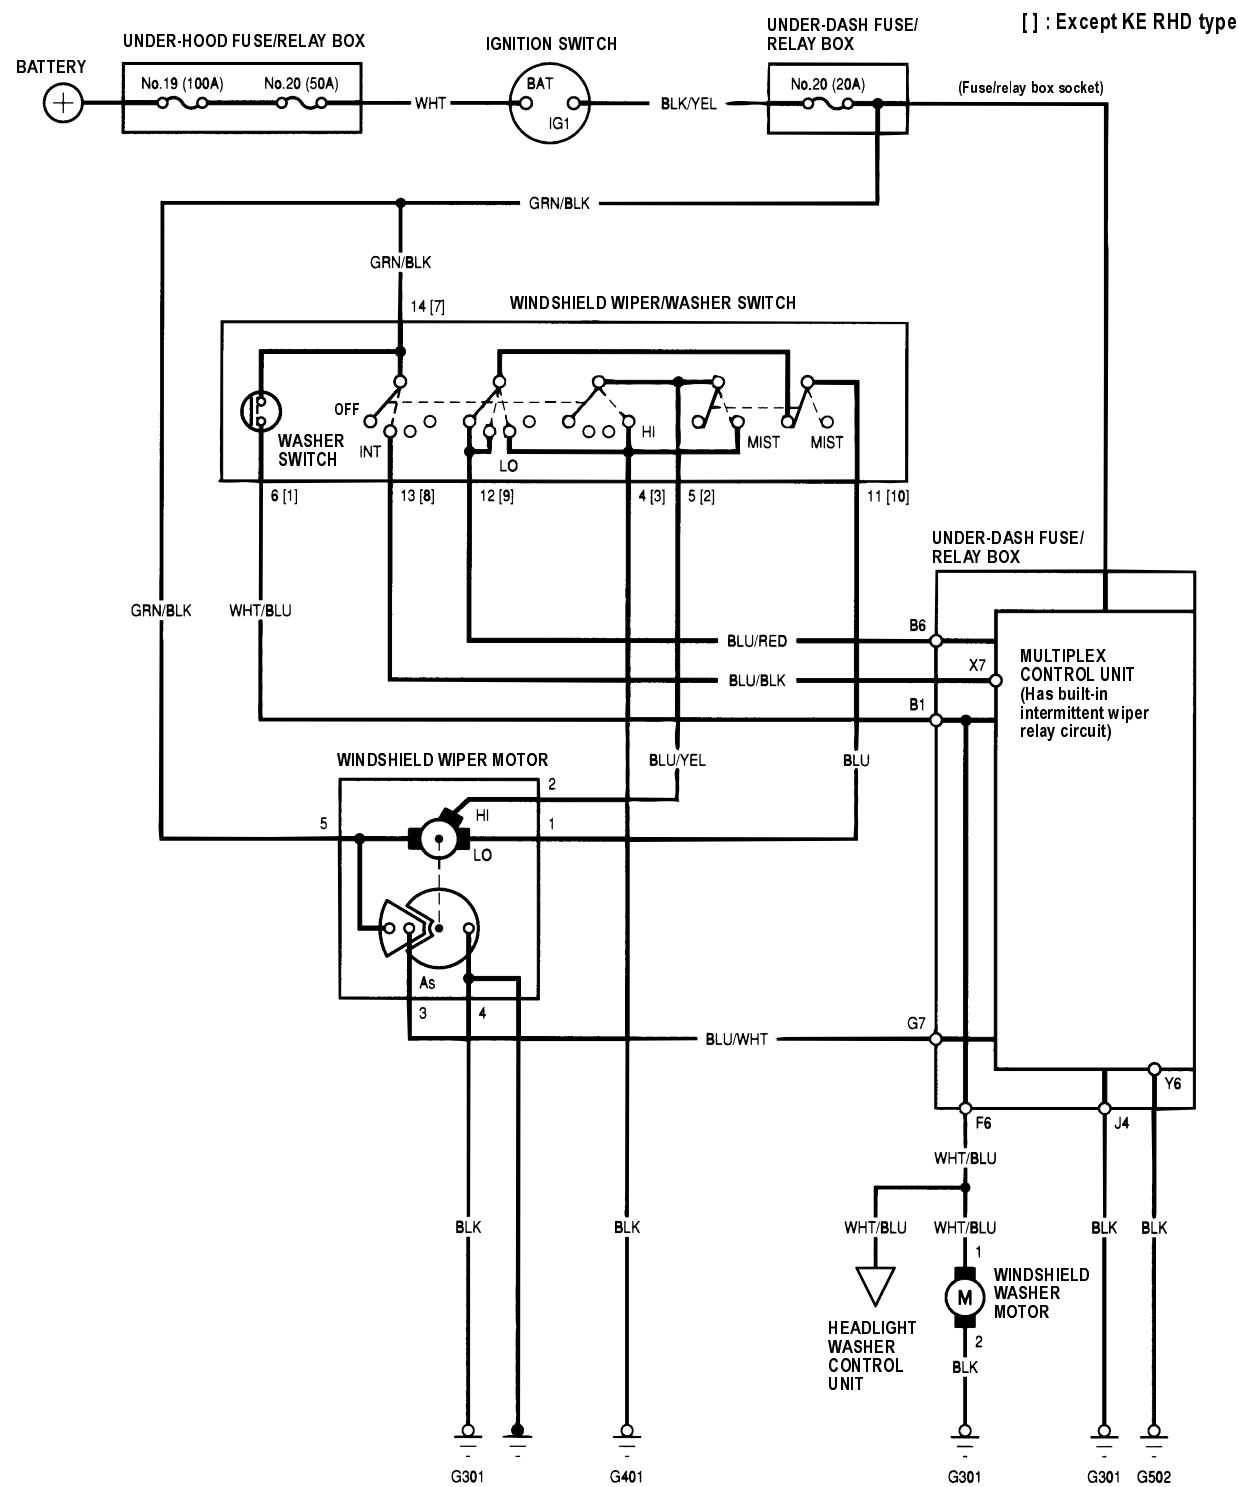 [ ] : Except KE RHD type
UNDER-DASH FUSE/
RELAY BOX
UNDER-HOOD FUSE/RELAY BOX
IGNITION SWITCH
BATTERY
No.19 (100A)
No.20 (50A)
BAT
No.20 (20A)
(Fuse/relay box socket)
WHT
BLK/YEL
IG1
GRN/BLK
GRN/BLK
14 [7]
WINDSHIELD WIPER/WASHER SWITCH
OFF
WASHER
SWITCH
INT
LO
HI
MIST
MIST
6 [1]
13 [8]
12 [9]
4 [3]
5 [2]
11 [10]
UNDER-DASH FUSE/
RELAY BOX
GRN/BLK
WHT/BLU
B6
BLU/RED
X7
BLU/BLK
MULTIPLEX
CONTROL UNIT
(Has built-in
intermittent wiper
relay circuit)
B1
WINDSHIELD WIPER MOTOR
BLU/YEL
BLU
2
HI
5
1
LO
As
3
4
G7
BLU/WHT
Y6
F6
J4
WHT/BLU
BLK
BLK
WHT/BLU
WHT/BLU
BLK
BLK
1
M
WINDSHIELD
WASHER
MOTOR
HEADLIGHT
WASHER
CONTROL
UNIT
2
BLK
G301
G401
G301
G301
G502